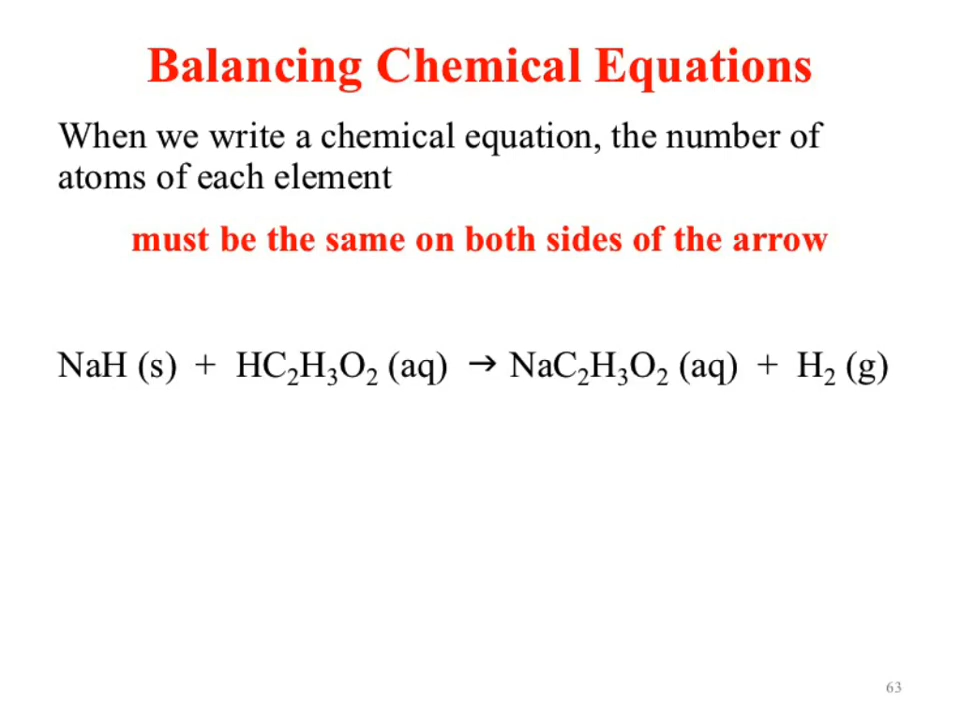 Balancing Chemical Equations
When we write a chemical equation, the number of
atoms of each element
must be the same on both sides of the arrow
NaH (s) + HC₂H₃O₂ (aq) → NaC₂H₃O₂ (aq) + H₂ (g)
63